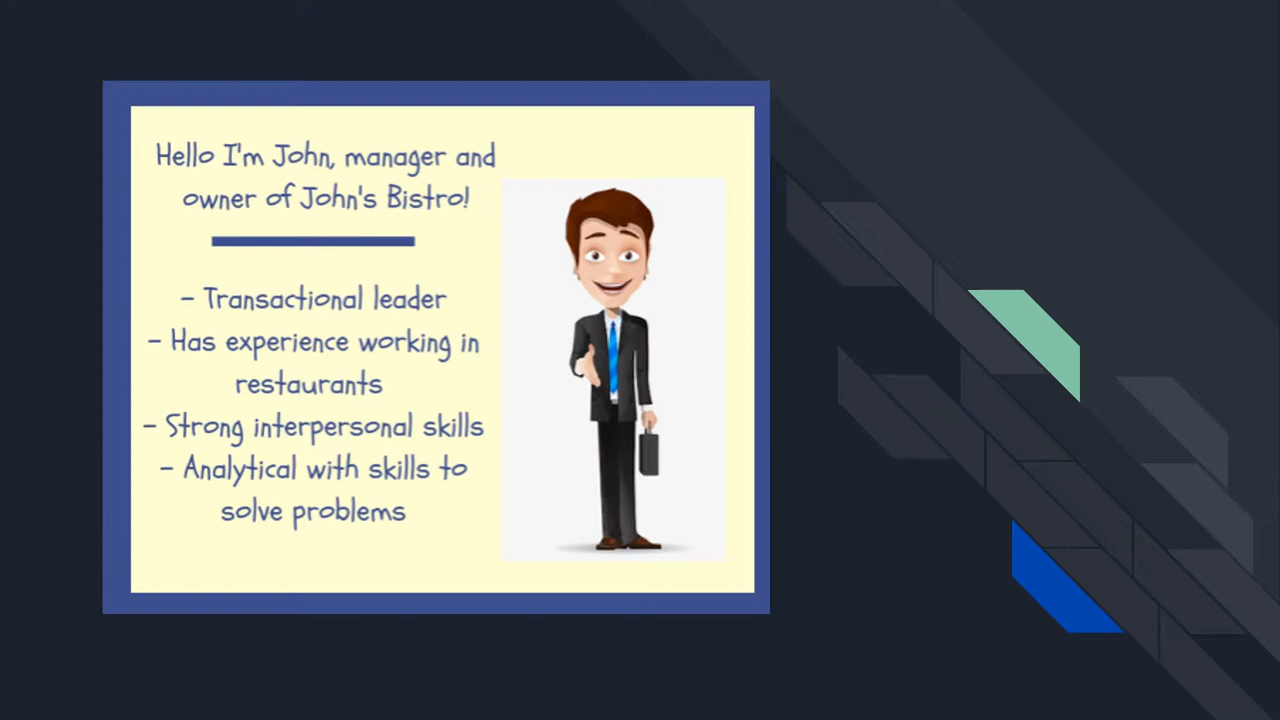 Hello I'm John, manager and
owner of John's Bistro!
- Transactional leader
- Has experience working in
restaurants
- Strong interpersonal skills
- Analytical with skills to
solve problems